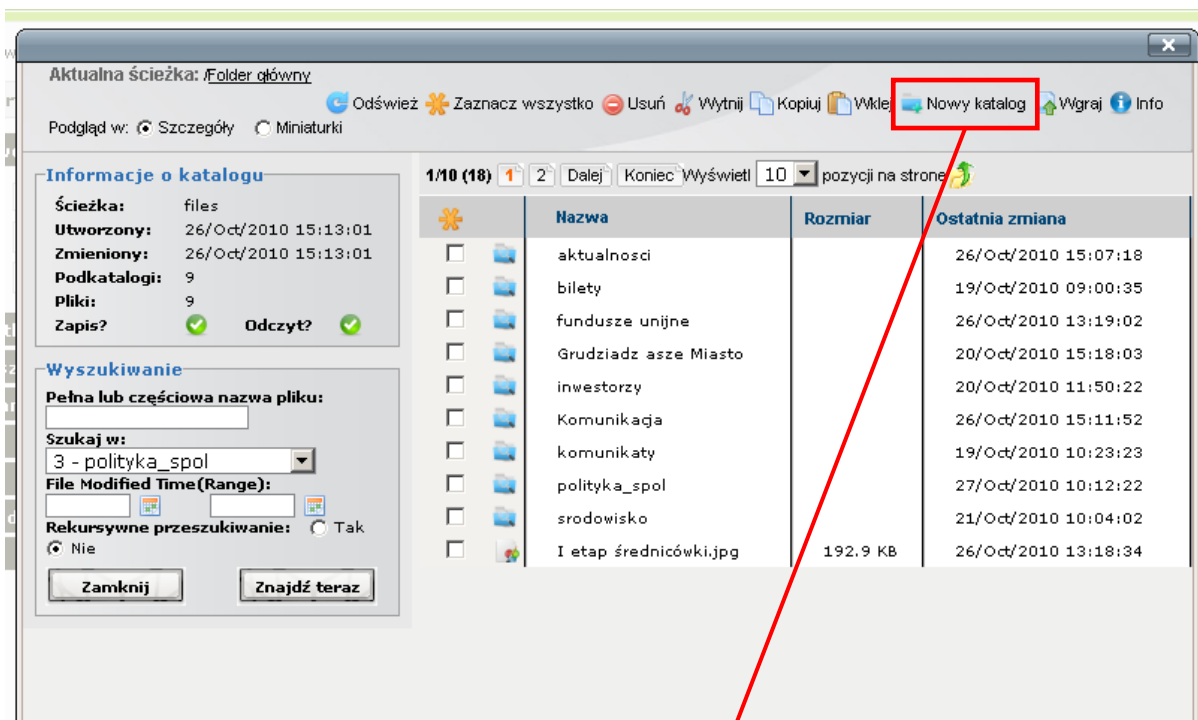 Aktualna ścieżka: /Folder główny
Odśwież Zaznacz wszystko Usuń Wytnij Kopiuj Wklej Nowy katalog Wgraj Info
Podgląd w: Szczegóły Miniaturki
Informacje o katalogu
Ścieżka: files
Utworzony: 26/Oct/2010 15:13:01
Zmieniony: 26/Oct/2010 15:13:01
Podkatalogi: 9
Pliki: 9
Zapis? Odczyt?
Wyszukiwanie
Pełna lub częściowa nazwa pliku:
Szukaj w:
3 - polityka_spol
File Modified Time(Range):
Rekursywne przeszukiwanie: Tak
Nie
Zamknij Znajdź teraz
1/10 (18) 1 2 Dalej Koniec Wyświetl 10 pozycji na stronę
Nazwa Rozmiar Ostatnia zmiana
aktualnosci 26/Oct/2010 15:07:18
bilety 19/Oct/2010 09:00:35
fundusze unijne 26/Oct/2010 13:19:02
Grudziadz asze Miasto 20/Oct/2010 15:18:03
inwestorzy 20/Oct/2010 11:50:22
Komunikacja 26/Oct/2010 15:11:52
komunikaty 19/Oct/2010 10:23:23
polityka_spol 27/Oct/2010 10:12:22
srodowisko 21/Oct/2010 10:04:02
I etap średnicówki.jpg 192.9 KB 26/Oct/2010 13:18:34